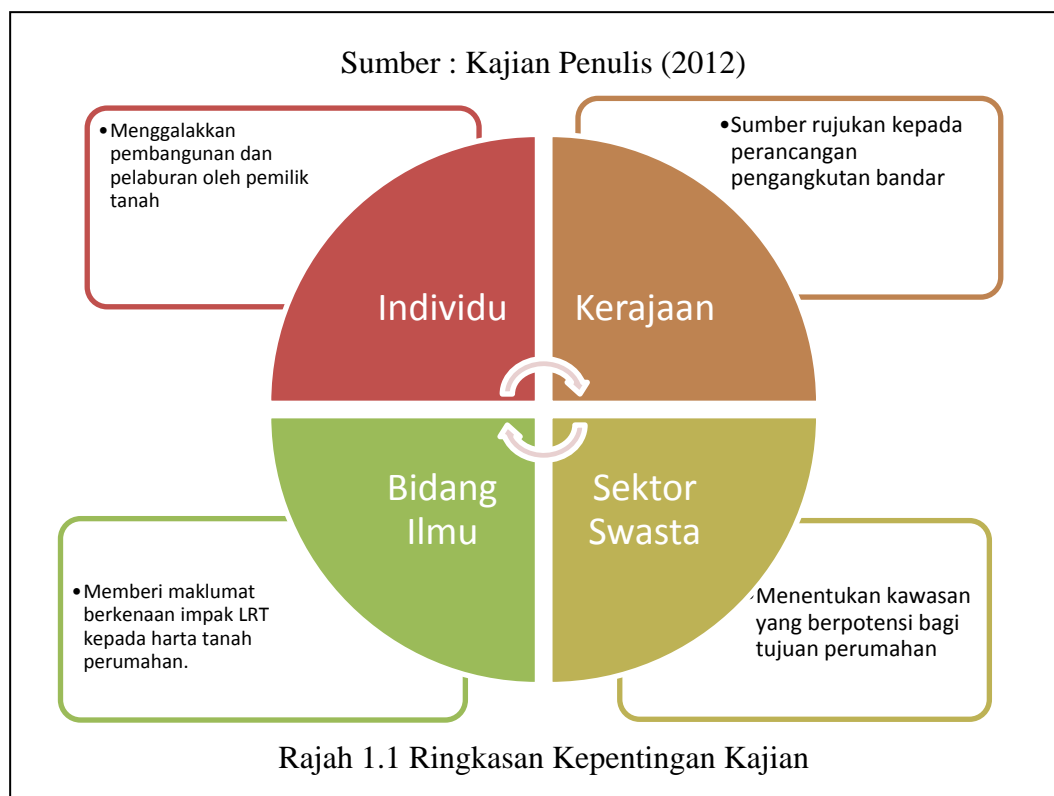 Sumber : Kajian Penulis (2012)
•Menggalakkan
pembangunan dan
pelaburan oleh pemilik
tanah
•Sumber rujukan kepada
perancangan
pengangkutan bandar
Individu
Kerajaan
Bidang
Ilmu
Sektor
Swasta
•Memberi maklumat
berkenaan impak LRT
kepada harta tanah
perumahan.
•Menentukan kawasan
yang berpotensi bagi
tujuan perumahan
Rajah 1.1 Ringkasan Kepentingan Kajian